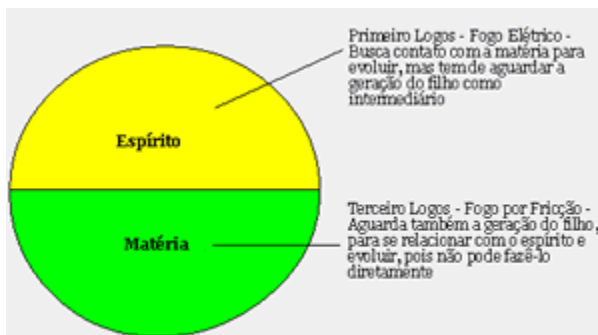 Primeiro Logos - Fogo Elétrico -
Busca contato com a matéria para
evoluir, mas tem de aguardar a
geração do filho como
intermediário
Espírito
Terceiro Logos - Fogo por Fricção -
Aguarda também a geração do filho,
para se relacionar com o espírito e
evoluir, pois não pode fazê-lo
diretamente
Matéria